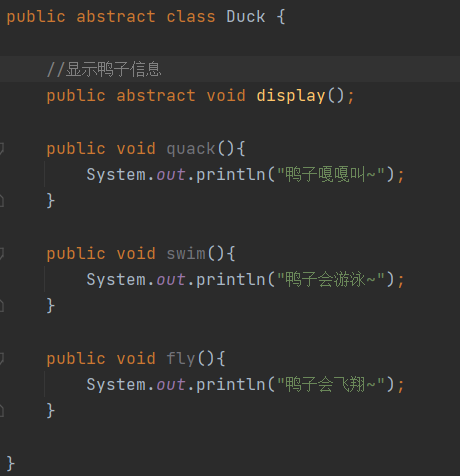 public abstract class Duck {
//显示鸭子信息
public abstract void display();
public void quack(){
System.out.println("鸭子嘎嘎叫~");
}
public void swim(){
System.out.println("鸭子会游泳~");
}
public void fly(){
System.out.println("鸭子会飞翔~");
}
}